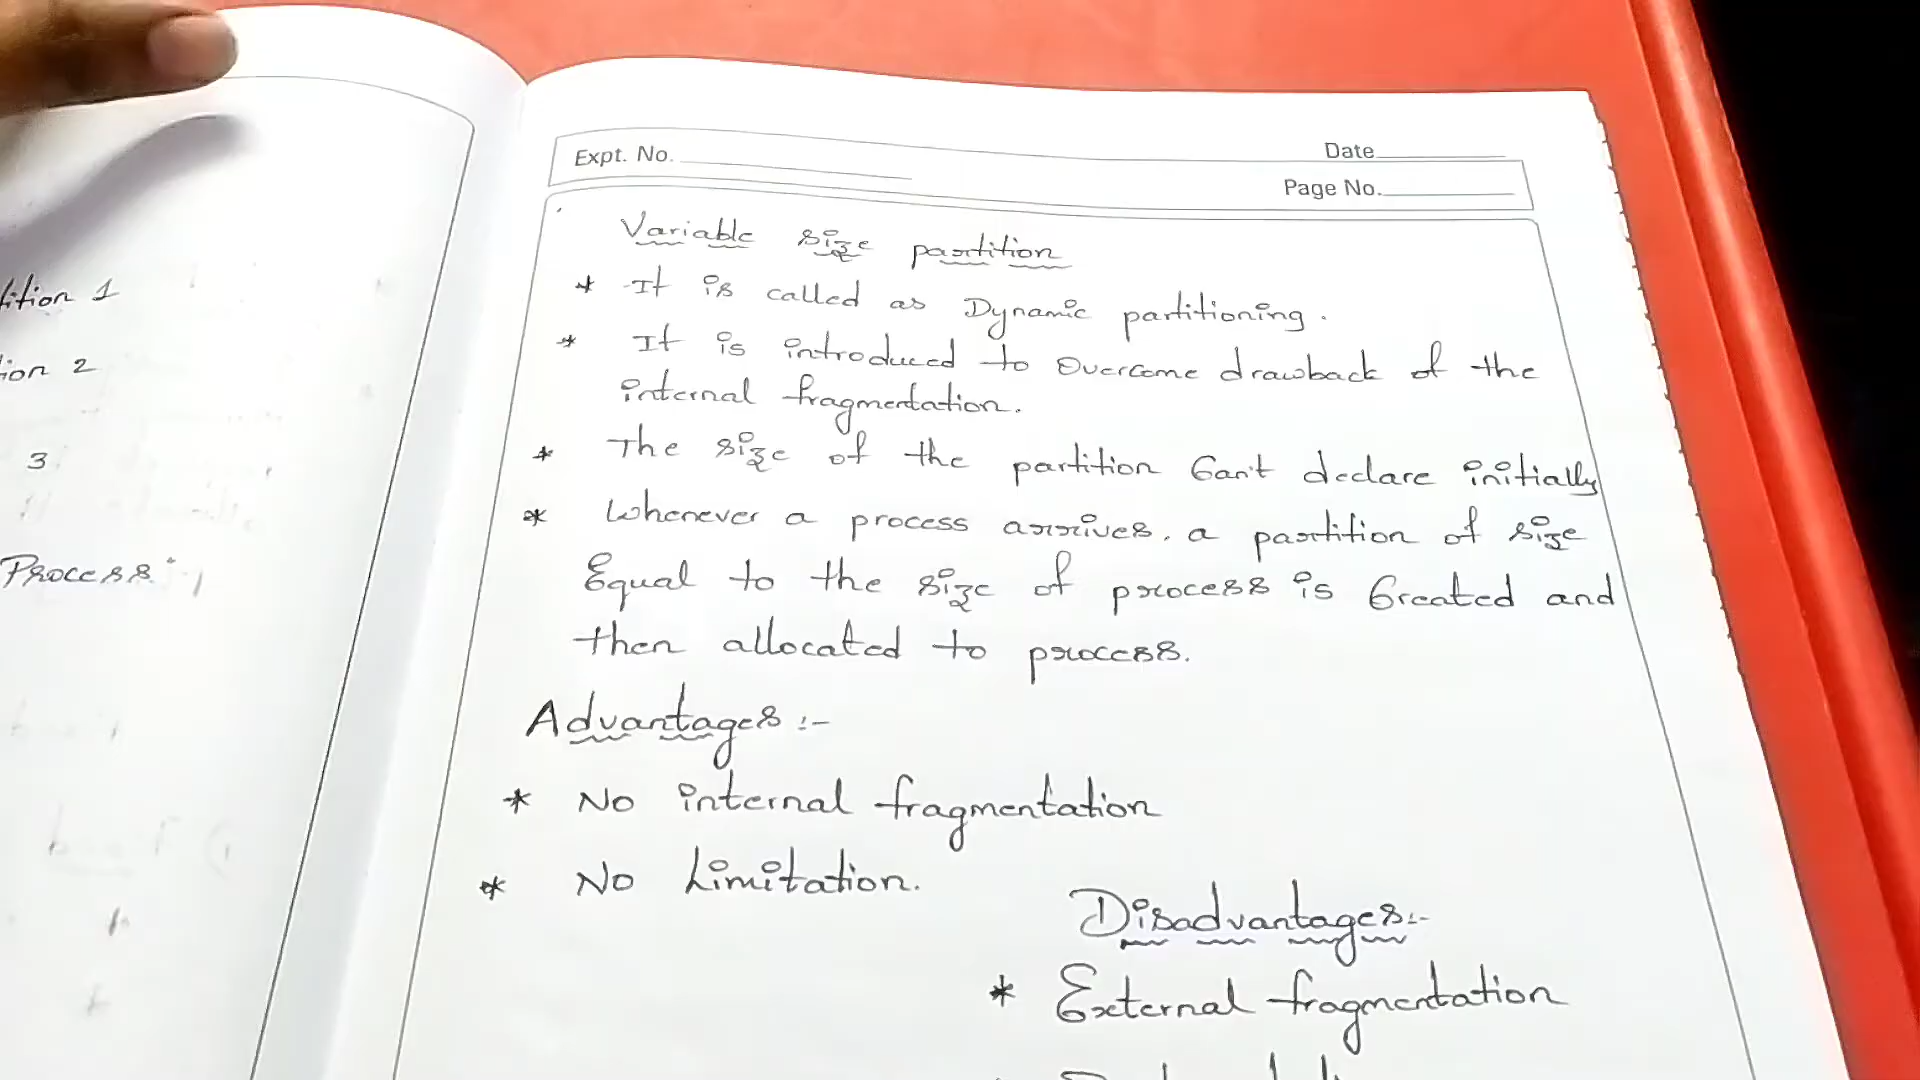 Expt. No.
Date
Page No.
Variable size partition
* It is called as Dynamic partitioning.
* It is introduced to overcome drawback of the
internal fragmentation.
* The size of the partition Can't declare initially
* Whenever a process arrives. a partition of size
Equal to the size of process is Created and
then allocated to process.
Advantages :-
* No internal fragmentation
* No Limitation.
Disadvantages:-
* External fragmentation
tition 1
tion 2
3
Process